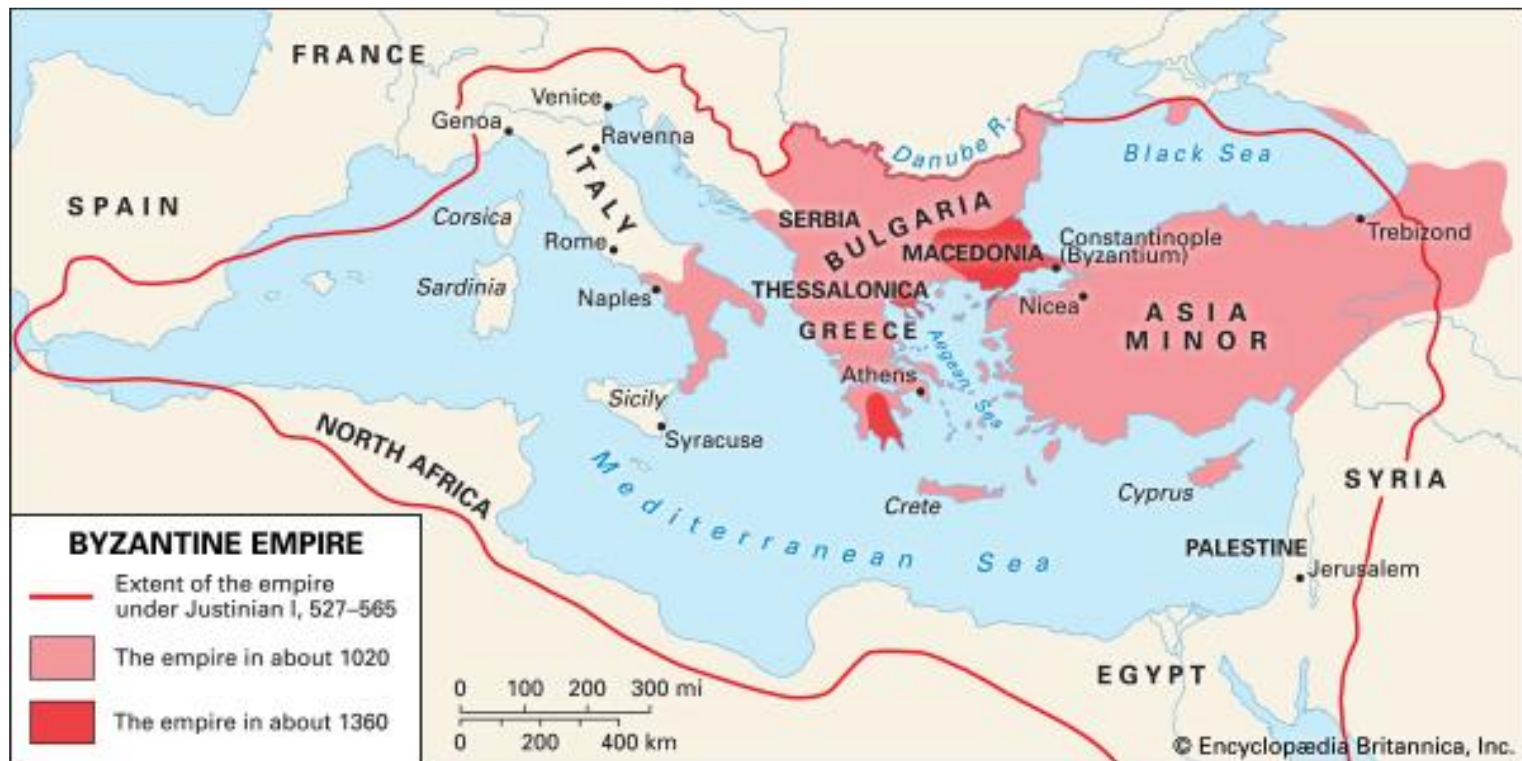 FRANCE
Venice
Genoa
Ravenna
ITALY
Danube R.
Black Sea
SPAIN
Corsica
SERBIA
BULGARIA
Rome
MACEDONIA
Constantinople
(Byzantium)
Trebizond
Sardinia
Naples
THESSALONICA
Nicea
ASIA
MINOR
GREECE
Aegean Sea
Athens
Sicily
Syracuse
NORTH AFRICA
Mediterranean Sea
Crete
Cyprus
SYRIA
PALESTINE
Jerusalem
EGYPT
BYZANTINE EMPIRE
Extent of the empire
under Justinian I, 527–565
The empire in about 1020
The empire in about 1360
0 100 200 300 mi
0 200 400 km
© Encyclopædia Britannica, Inc.